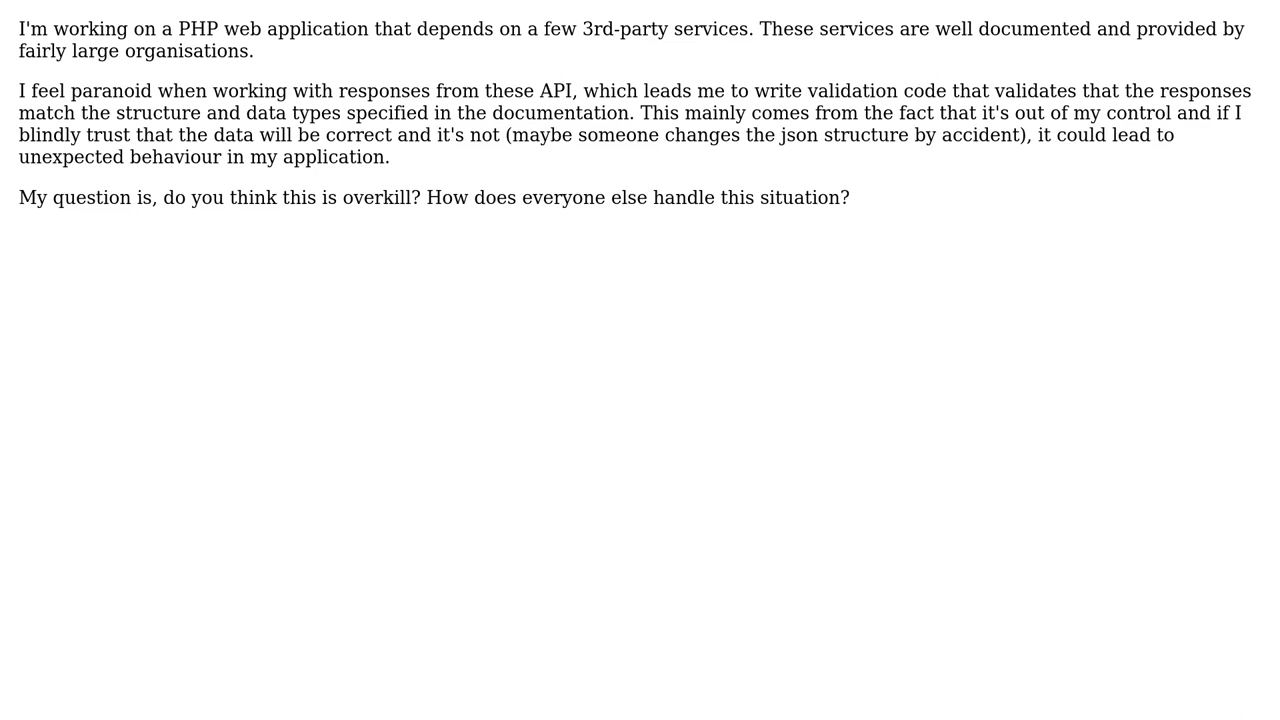 I'm working on a PHP web application that depends on a few 3rd-party services. These services are well documented and provided by
fairly large organisations.
I feel paranoid when working with responses from these API, which leads me to write validation code that validates that the responses
match the structure and data types specified in the documentation. This mainly comes from the fact that it's out of my control and if I
blindly trust that the data will be correct and it's not (maybe someone changes the json structure by accident), it could lead to
unexpected behaviour in my application.
My question is, do you think this is overkill? How does everyone else handle this situation?